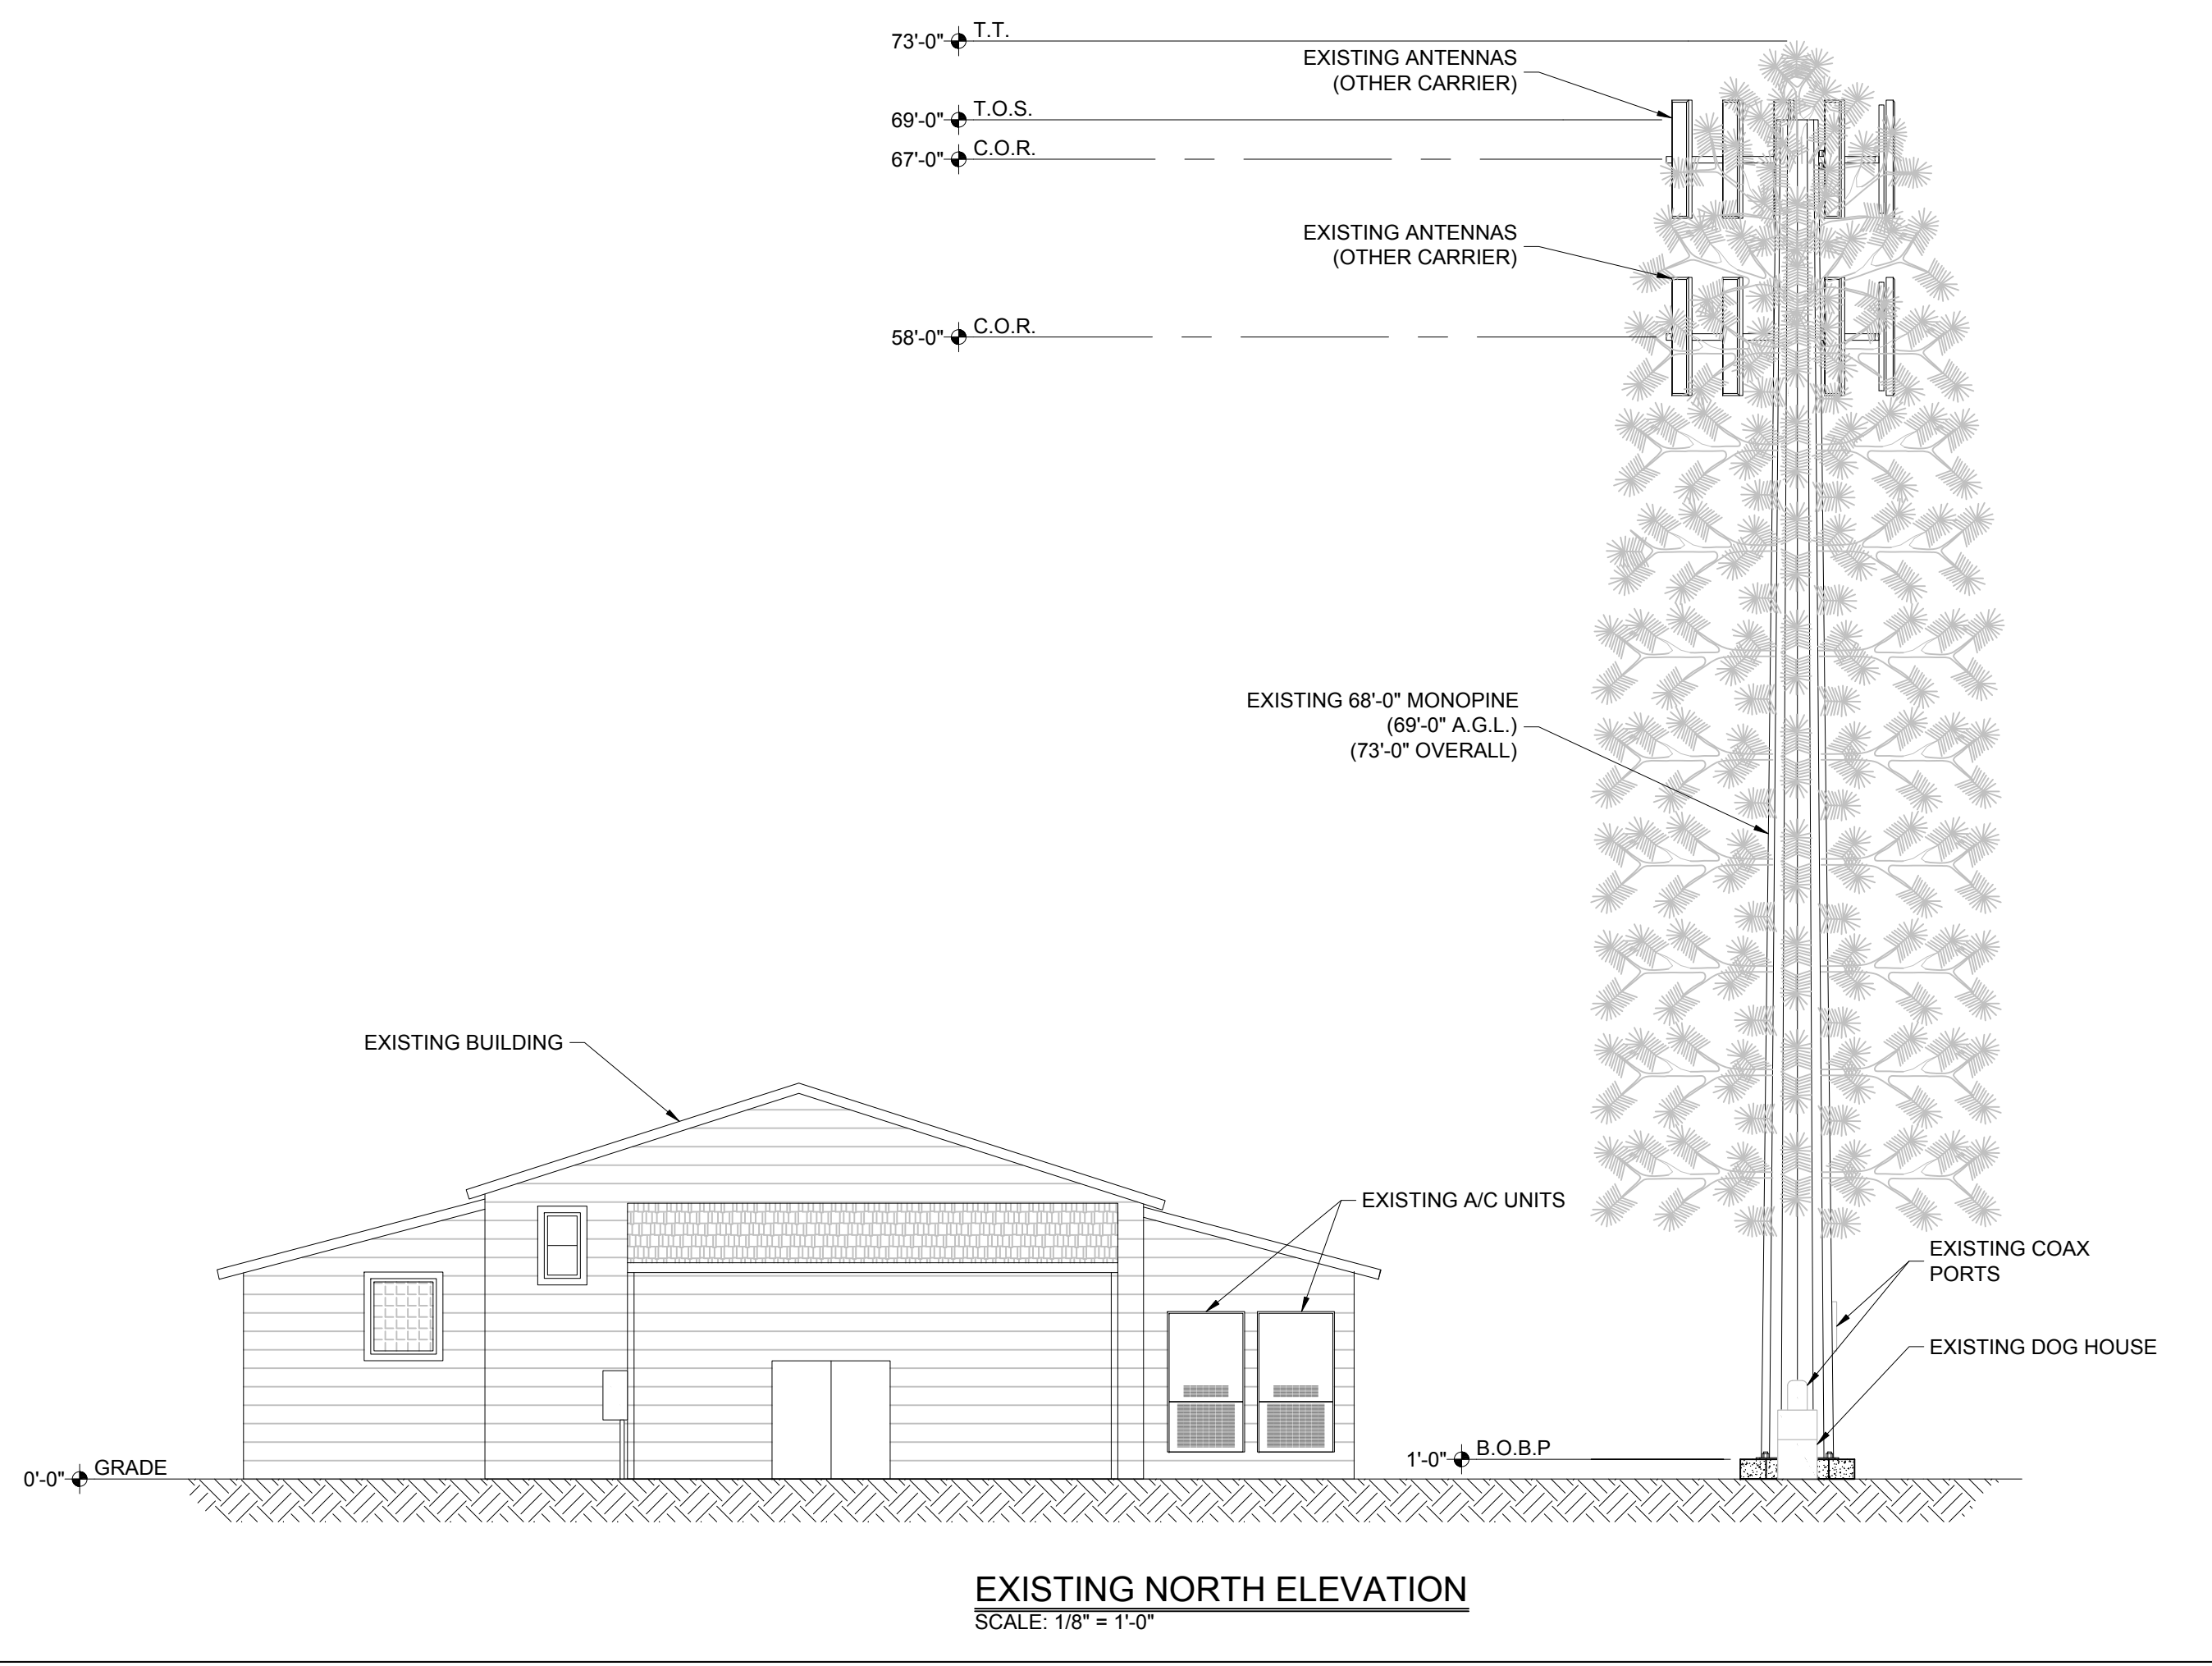 73'-0" T.T.
EXISTING ANTENNAS
(OTHER CARRIER)
69'-0" T.O.S.
67'-0" C.O.R.
EXISTING ANTENNAS
(OTHER CARRIER)
58'-0" C.O.R.
EXISTING 68'-0" MONOPINE
(69'-0" A.G.L.)
(73'-0" OVERALL)
EXISTING BUILDING
EXISTING A/C UNITS
EXISTING COAX
PORTS
EXISTING DOG HOUSE
1'-0" B.O.B.P
0'-0" GRADE
EXISTING NORTH ELEVATION
SCALE: 1/8" = 1'-0"